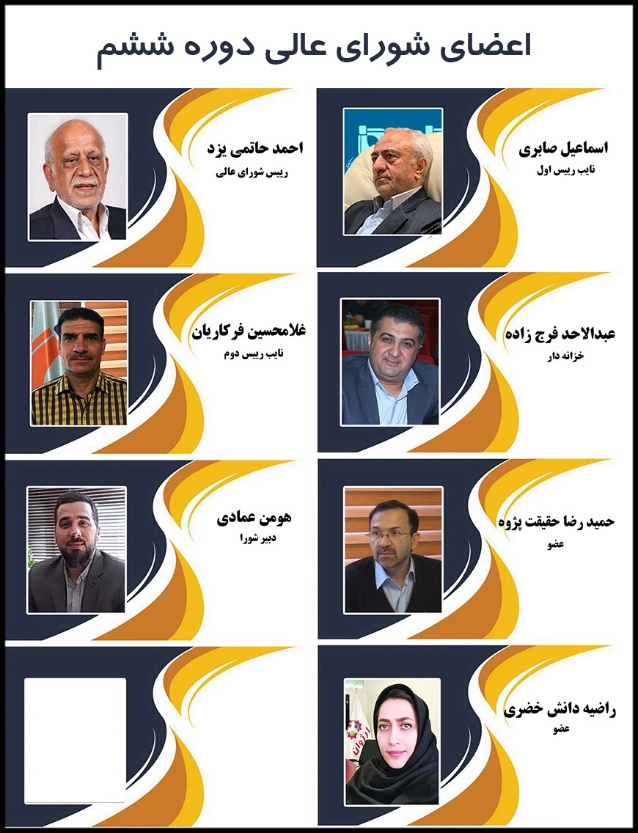 اعضای شورای عالی دوره ششم
اسماعیل صابری
نایب رییس اول
احمد حاتمی یزد
رییس شورای عالی
عبدالاحد فرج زاده
خزانه دار
غلامحسین فرکاریان
نایب رییس دوم
حمید رضا حقیقت پژوه
عضو
هومن عمادی
دبیر شورا
راضیه دانش خضری
عضو
ارزوانا